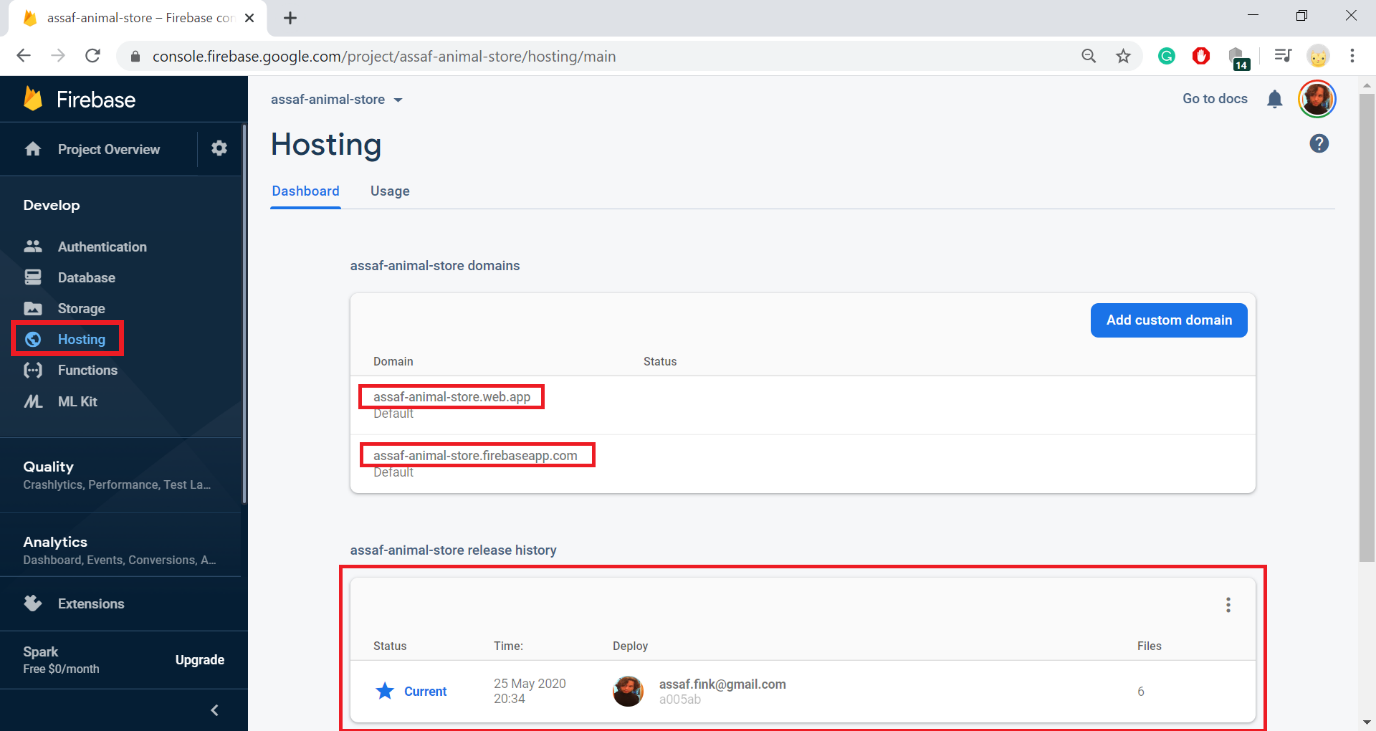 assaf-animal-store – Firebase con
console.firebase.google.com/project/assaf-animal-store/hosting/main
14
Firebase
Project Overview
Develop
Authentication
Database
Storage
Hosting
Functions
ML Kit
Quality
Crashlytics, Performance, Test La...
Analytics
Dashboard, Events, Conversions, A...
Extensions
Spark
Free $0/month
Upgrade
assaf-animal-store
Go to docs
Hosting
Dashboard Usage
assaf-animal-store domains
Add custom domain
Domain Status
assaf-animal-store.web.app
Default
assaf-animal-store.firebaseapp.com
Default
assaf-animal-store release history
Status Time: Deploy Files
Current 25 May 2020 assaf.fink@gmail.com 6
20:34 a005ab